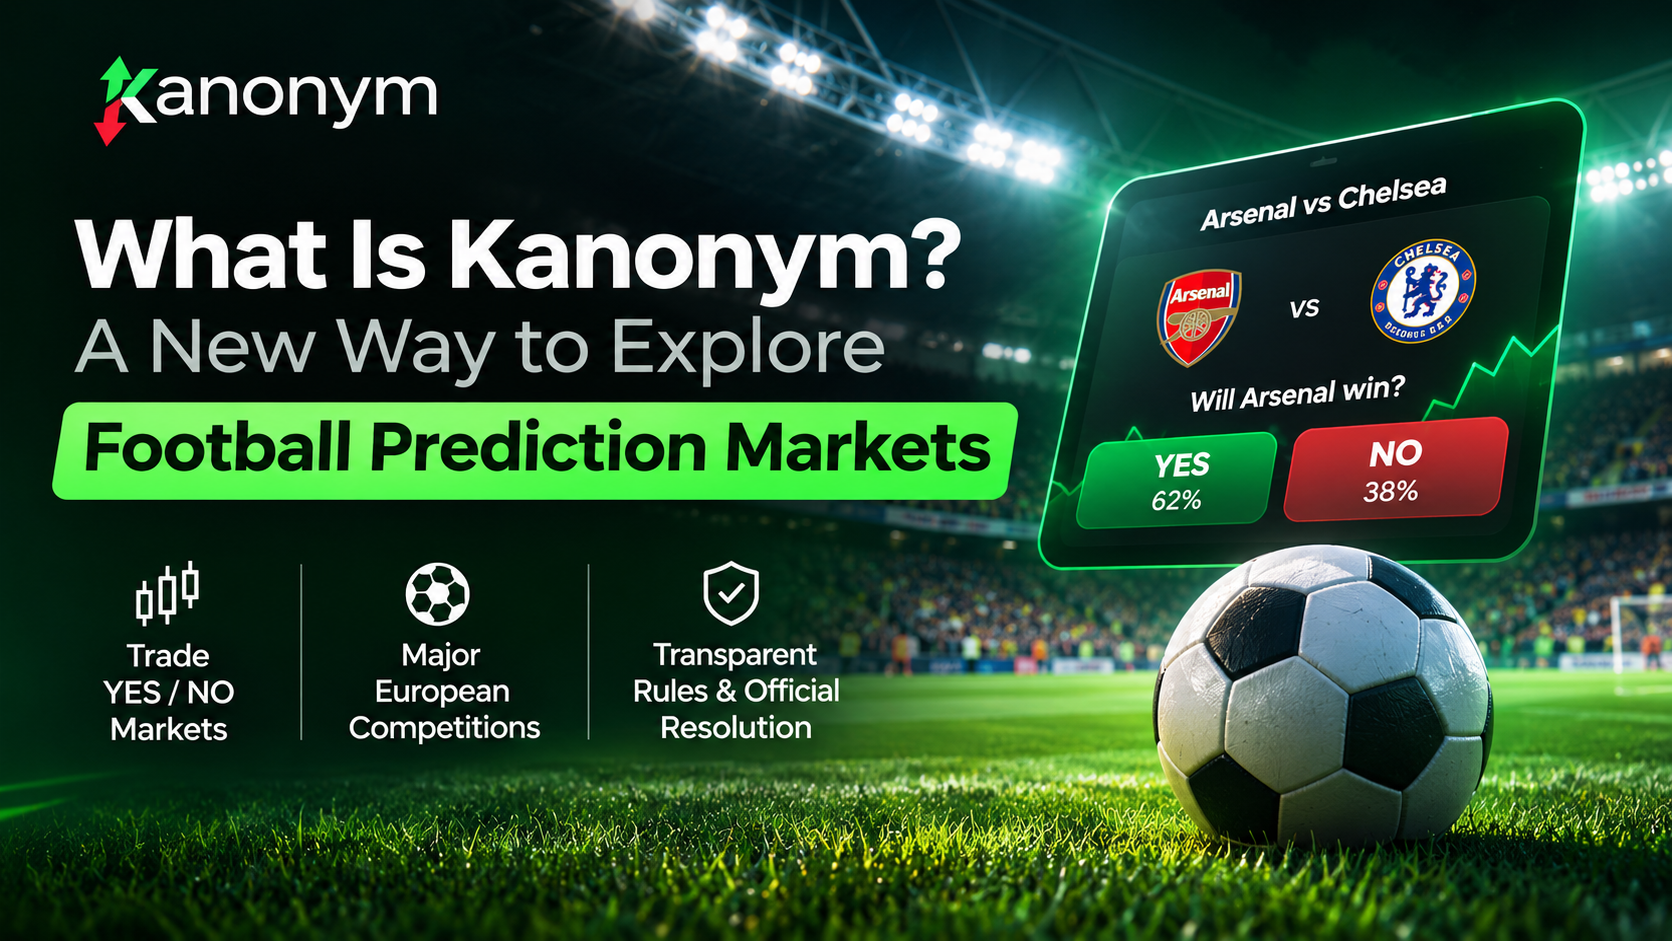 Kanonym
What Is Kanonym?
A New Way to Explore
Football Prediction Markets
Trade
YES / NO
Markets
Major
European
Competitions
Transparent
Rules & Official
Resolution
Arsenal vs Chelsea
Arsenal
VS
CHELSEA
Will Arsenal win?
YES
62%
NO
38%